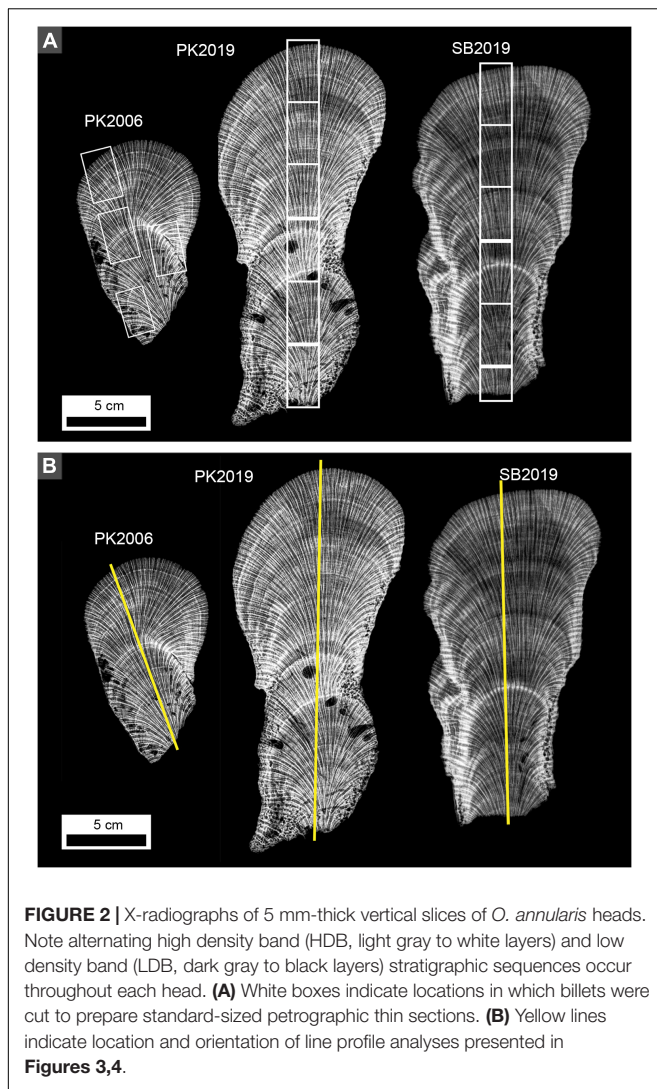 A
PK2019
SB2019
PK2006
5 cm
B
PK2019
SB2019
PK2006
5 cm
FIGURE 2 | X-radiographs of 5 mm-thick vertical slices of O. annularis heads.
Note alternating high density band (HDB, light gray to white layers) and low
density band (LDB, dark gray to black layers) stratigraphic sequences occur
throughout each head. (A) White boxes indicate locations in which billets were
cut to prepare standard-sized petrographic thin sections. (B) Yellow lines
indicate location and orientation of line profile analyses presented in
Figures 3,4.